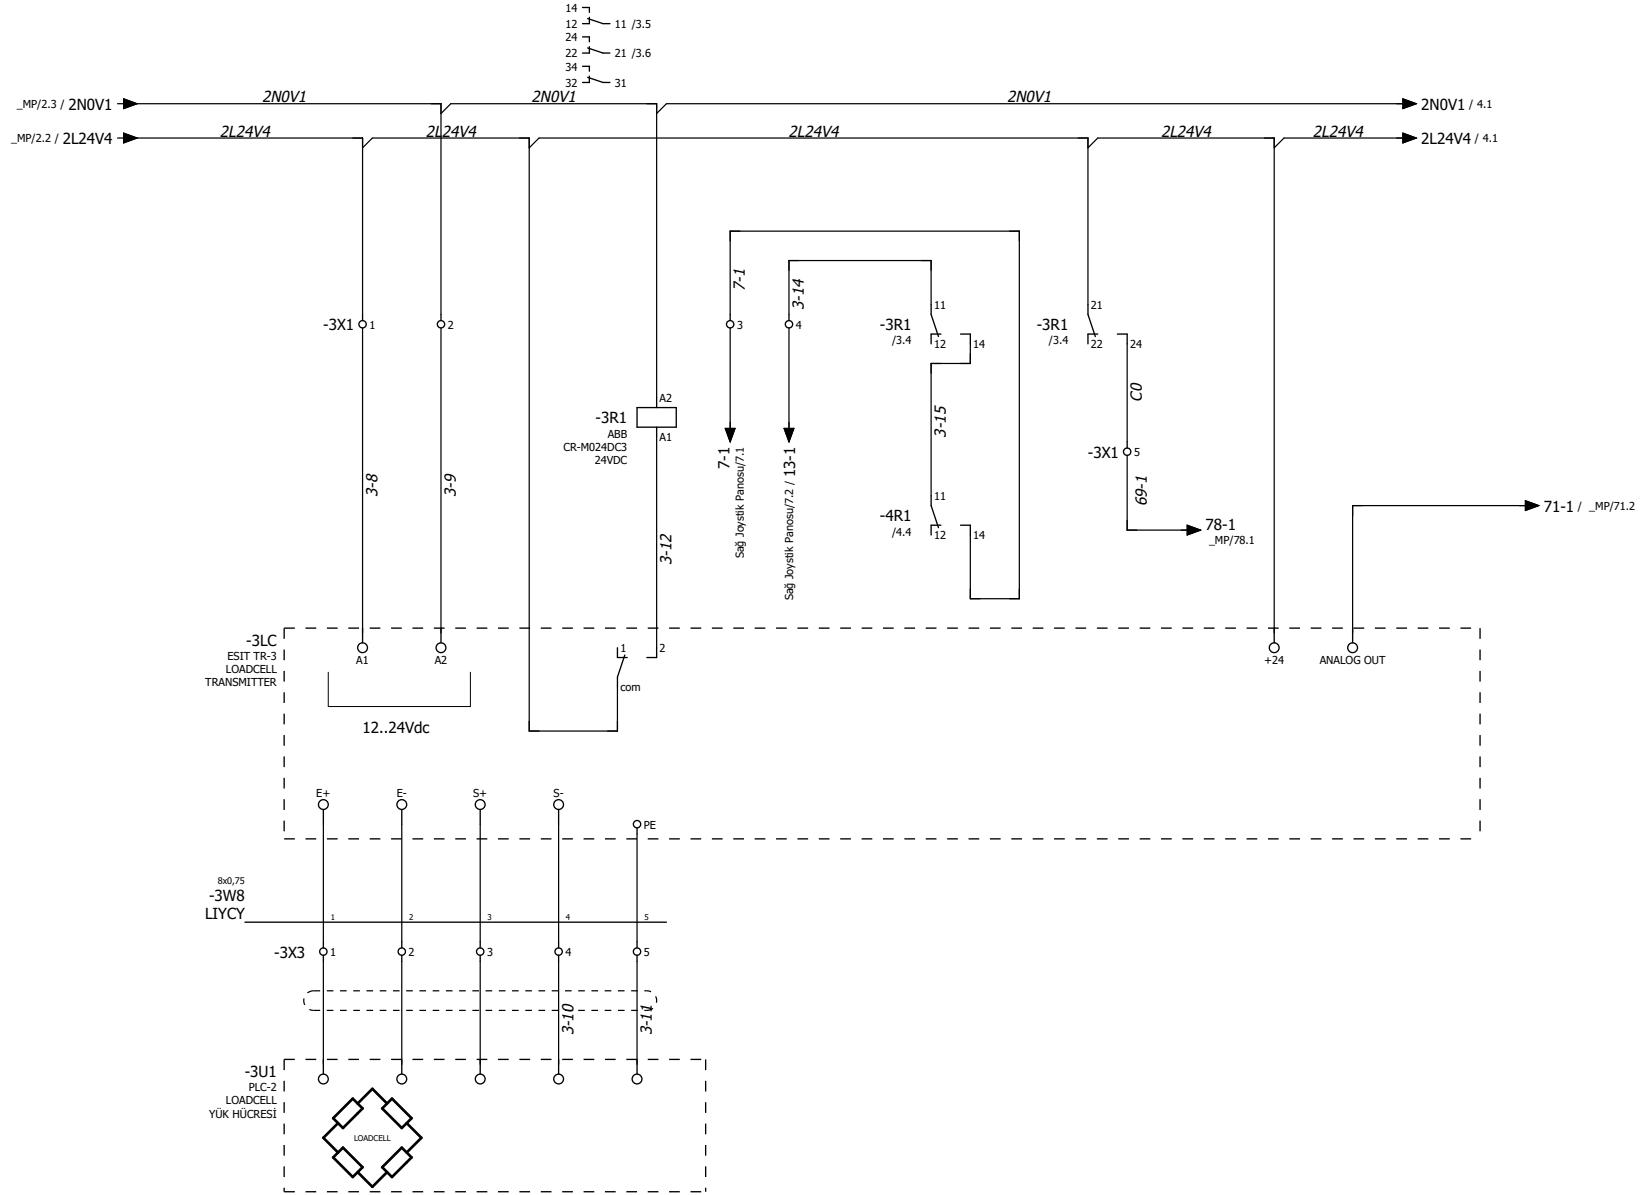 14
12 11 /3.5
24
22 21 /3.6
34
32 31
_MP/2.3 / 2N0V1 2N0V1 2N0V1 2N0V1 2N0V1 / 4.1
_MP/2.2 / 2L24V4 2L24V4 2L24V4 2L24V4 2L24V4 2L24V4 2L24V4 / 4.1
7-1
3-14
11
21
-3X1 1 2 3 4
-3R1
/3.4
12 14
-3R1
/3.4
22 24
C0
A2
-3R1
ABB
CR-M024DC3
24VDC
A1
3-15
7-1
Sağ Joystik Panosu/7.1
Sağ Joystik Panosu/7.2 / 13-1
-3X1 5
3-8
3-9
69-1
11
-4R1
/4.4
12 14
3-12
78-1
_MP/78.1
71-1 / _MP/71.2
-3LC
ESIT TR-3
LOADCELL
TRANSMITTER
A1 A2
1 2
com
+24
ANALOG OUT
12..24Vdc
E+ E- S+ S-
PE
8x0,75
-3W8
LIYCY
1 2 3 4 5
-3X3 1 2 3 4 5
3-10
3-11
-3U1
PLC-2
LOADCELL
YÜK HÜCRESİ
LOADCELL